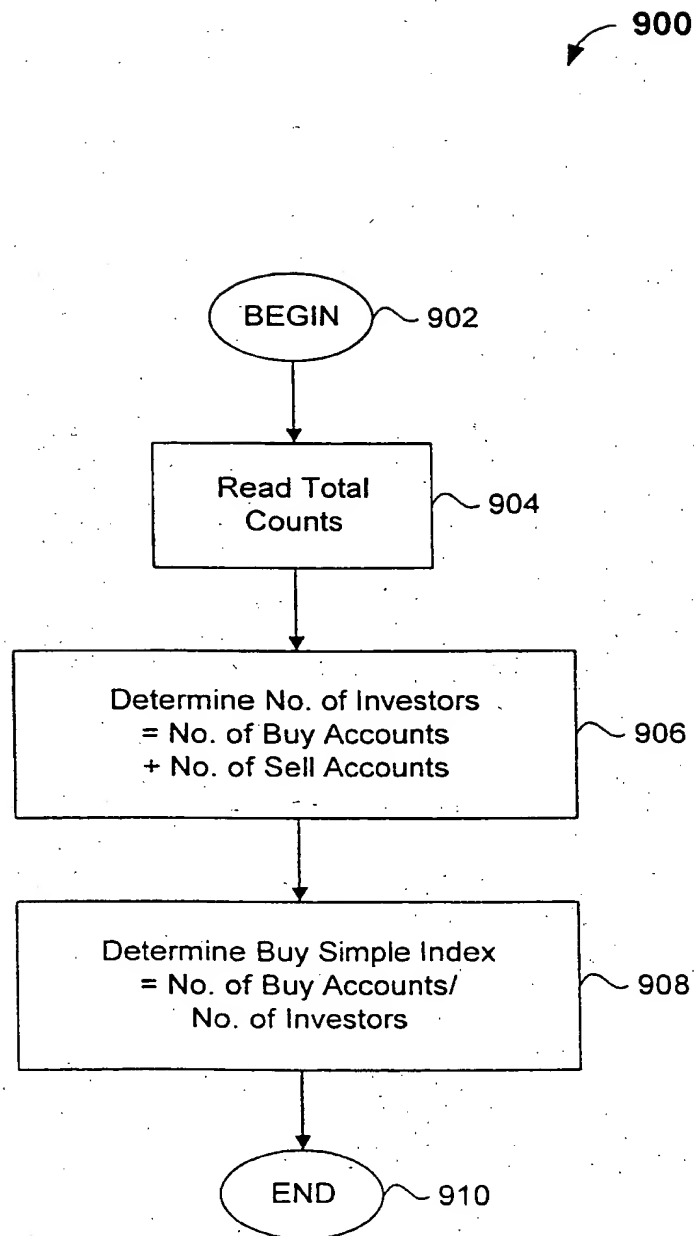 900
BEGIN
902
Read Total
Counts
904
Determine No. of Investors
= No. of Buy Accounts
+ No. of Sell Accounts
906
Determine Buy Simple Index
= No. of Buy Accounts/
No. of Investors
908
END
910